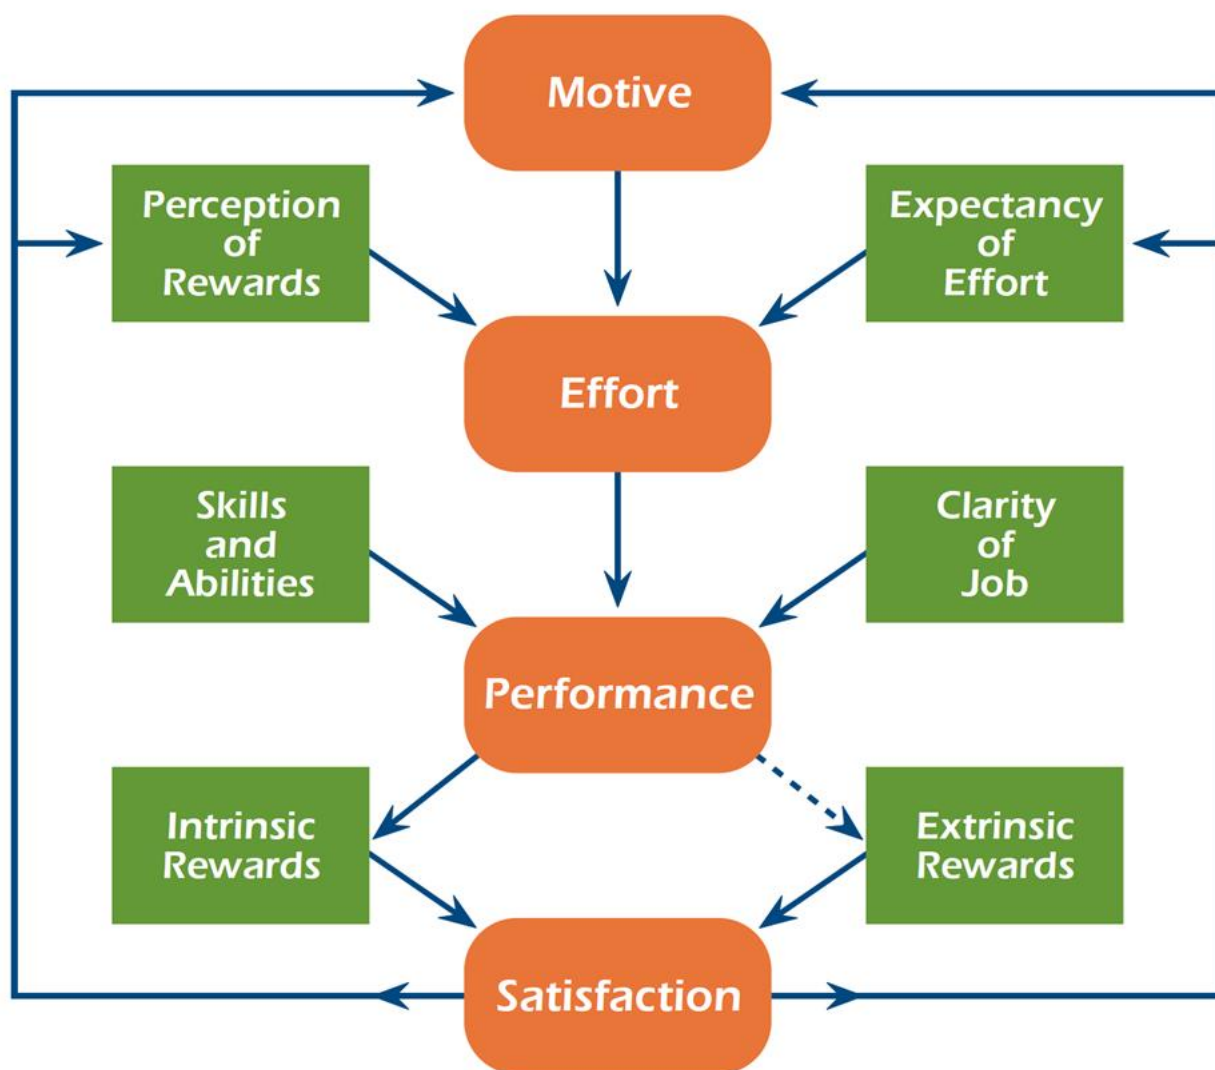 Motive
Perception
of
Rewards
Expectancy
of
Effort
Effort
Skills
and
Abilities
Clarity
of
Job
Performance
Intrinsic
Rewards
Extrinsic
Rewards
Satisfaction